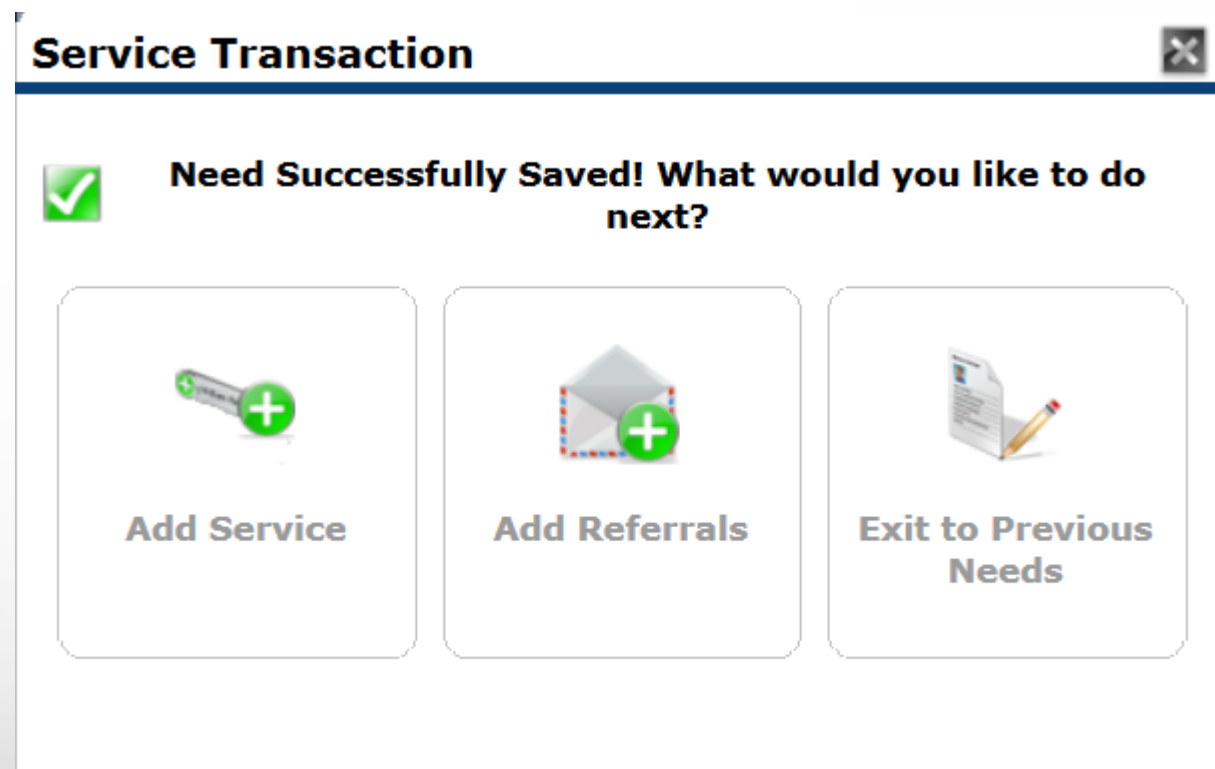 Service Transaction
Need Successfully Saved! What would you like to do
next?
Add Service
Add Referrals
Exit to Previous
Needs